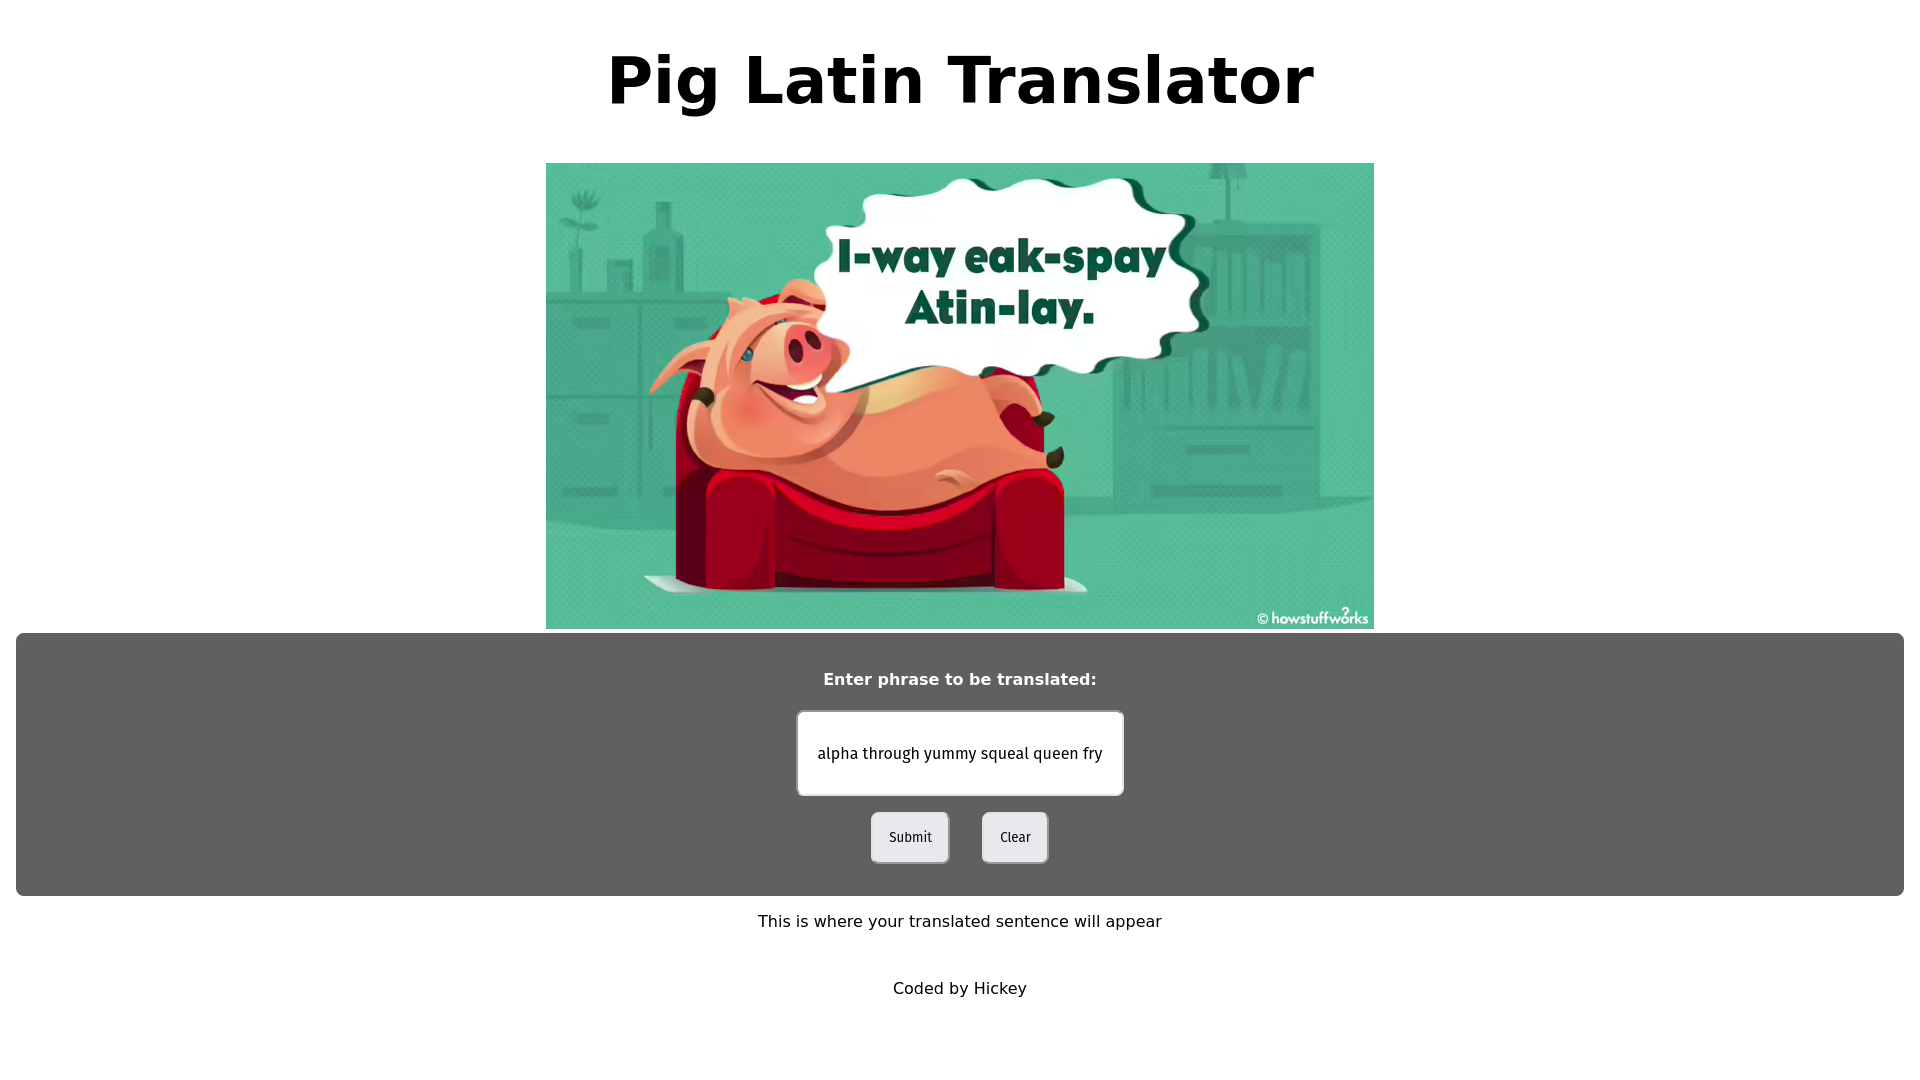 Pig Latin Translator
I-way eak-spay
Atin-lay.
© howstuffworks
Enter phrase to be translated:
alpha through yummy squeal queen fry
Submit Clear
This is where your translated sentence will appear
Coded by Hickey